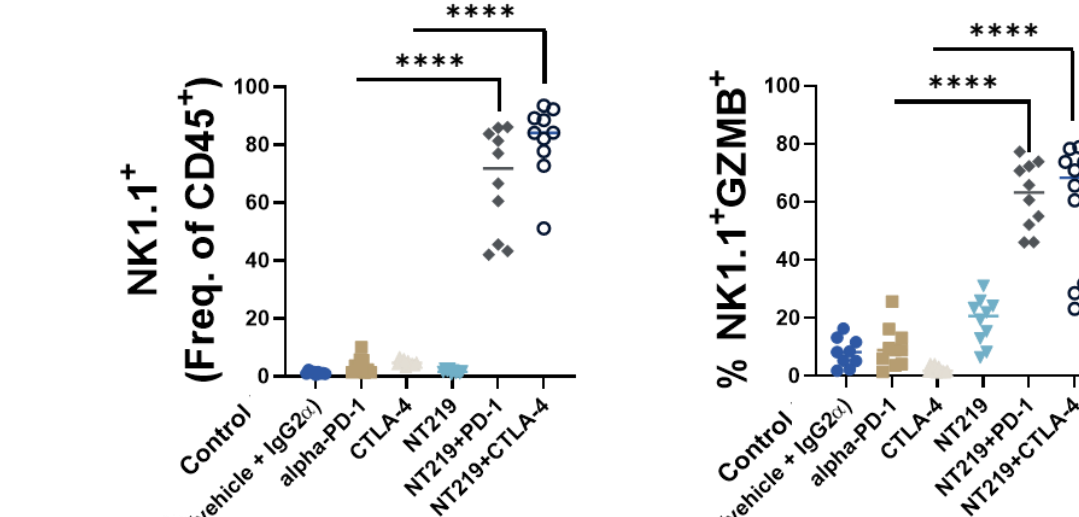 ****
****
NK1.1+
(Freq. of CD45+)
100
80
60
40
20
0
Control
(vehicle + IgG2α)
alpha-PD-1
CTLA-4
NT219
NT219+PD-1
NT219+CTLA-4
****
****
% NK1.1+GZMB+
100
80
60
40
20
0
Control
(vehicle + IgG2α)
alpha-PD-1
CTLA-4
NT219
NT219+PD-1
NT219+CTLA-4